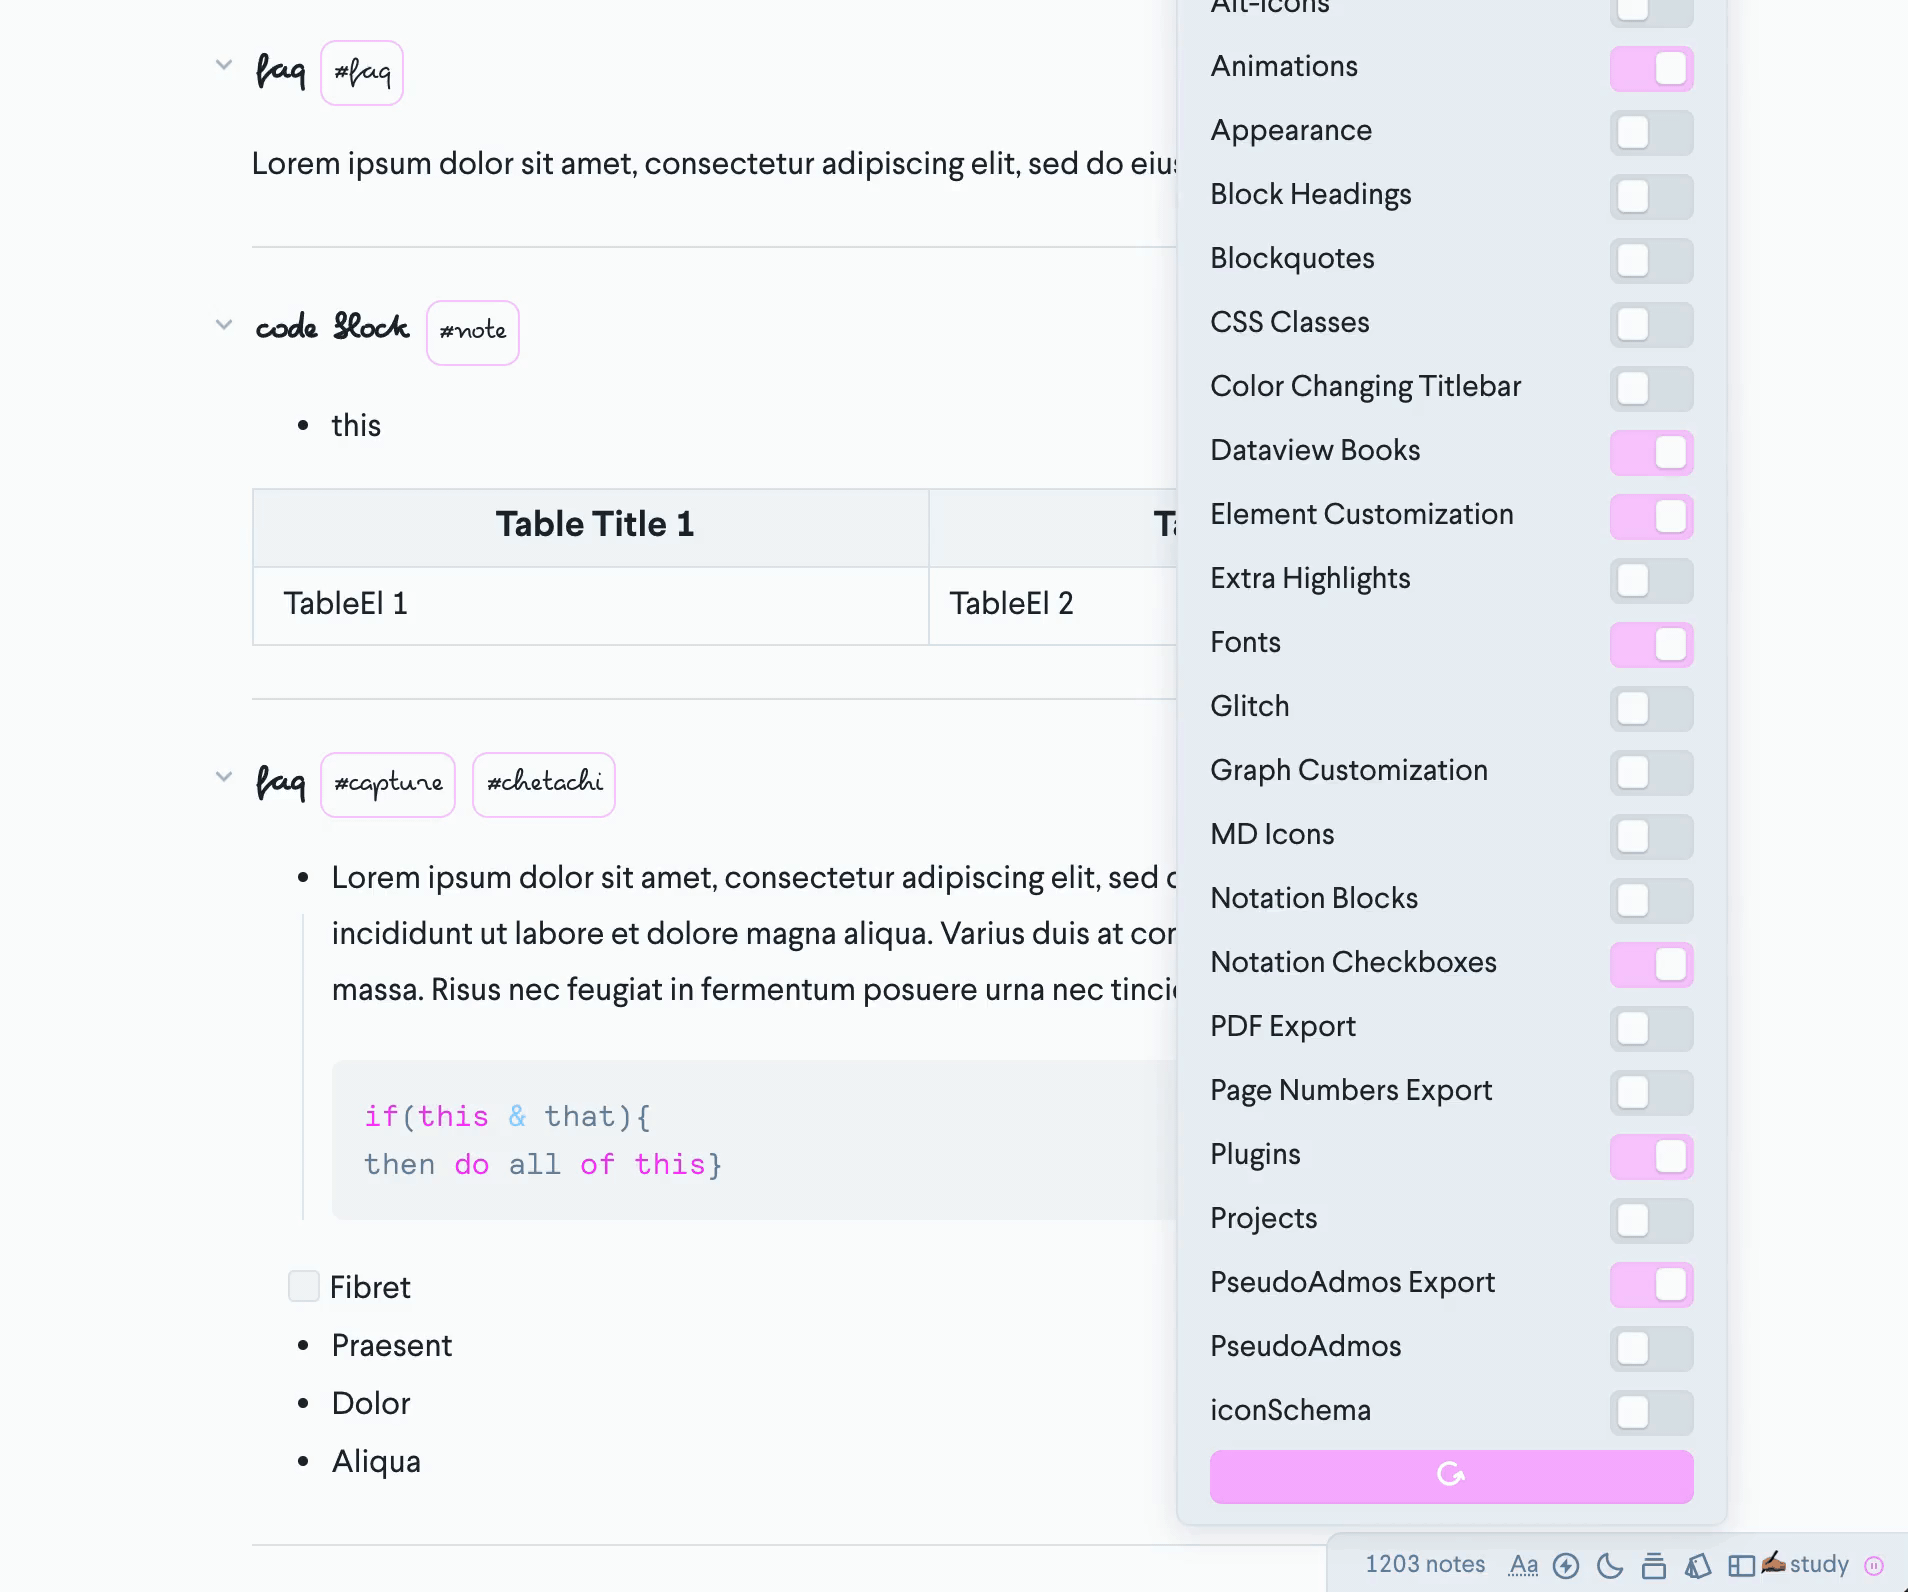 faq #faq
Lorem ipsum dolor sit amet, consectetur adipiscing elit, sed do eius
code block #note
this
Table Title 1
TableEl 1 TableEl 2
faq #capture #chetachi
Lorem ipsum dolor sit amet, consectetur adipiscing elit, sed
incididunt ut labore et dolore magna aliqua. Varius duis at
massa. Risus nec feugiat in fermentum posuere urna nec
if(this & that){
then do all of this}
Fibret
Praesent
Dolor
Aliqua
Alt-Icons
Animations
Appearance
Block Headings
Blockquotes
CSS Classes
Color Changing Titlebar
Dataview Books
Element Customization
Extra Highlights
Fonts
Glitch
Graph Customization
MD Icons
Notation Blocks
Notation Checkboxes
PDF Export
Page Numbers Export
Plugins
Projects
PseudoAdmos Export
PseudoAdmos
iconSchema
1203 notes Aa study